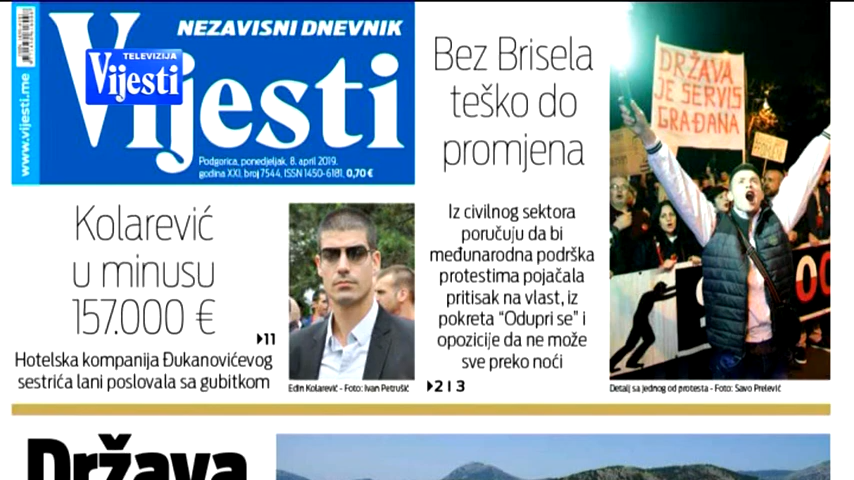 NEZAVISNI DNEVNIK
Vijesti
TELEVIZIJA
Vijesti
www.vijesti.me
Podgorica, ponedjeljak, 8. april 2019.
godina XXI, broj 7544, ISSN 1450-6181, 0,70 €
Kolarević
u minusu
157.000 €
11
Hotelska kompanija Đukanovićevog
sestrića lani poslovala sa gubitkom
Edin Kolarević - Foto: Ivan Petrušić
Bez Brisela
teško do
promjena
Iz civilnog sektora
poručuju da bi
međunarodna podrška
protestima pojačala
pritisak na vlast, iz
pokreta “Odupri se” i
opozicije da ne može
sve preko noći
2 I 3
DRŽAVA
JE SERVIS
GRAĐANA
Detalj sa jednog od protesta - Foto: Savo Prelević
Država